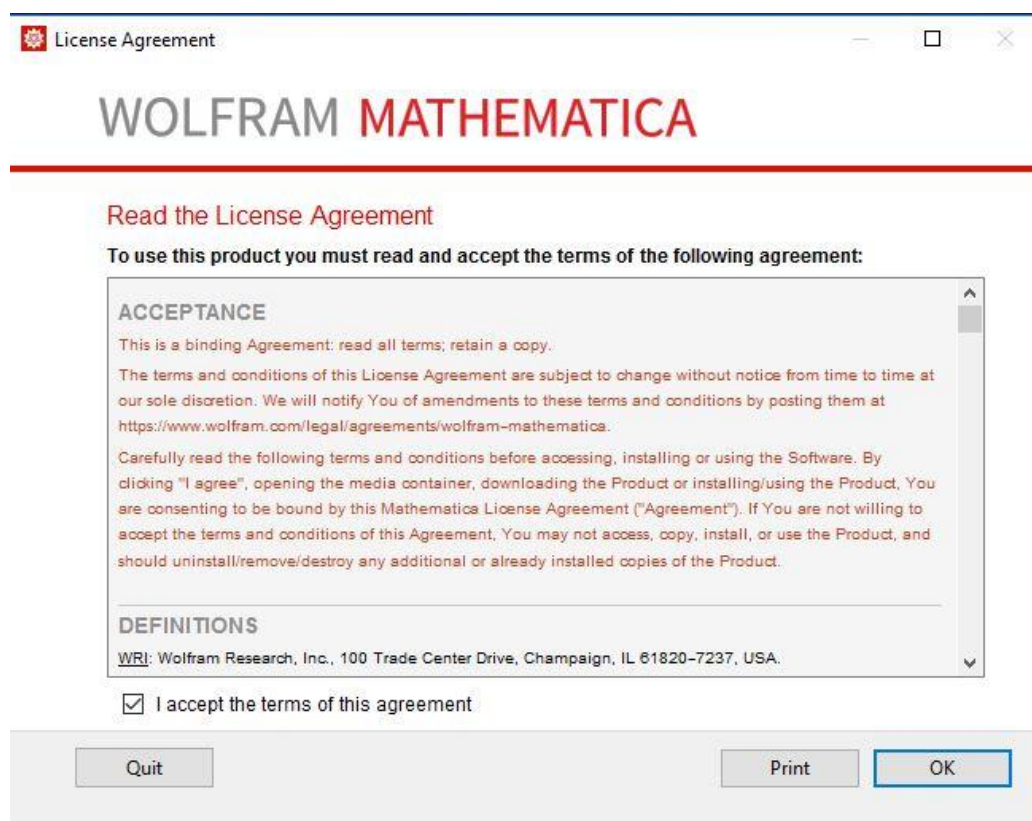 License Agreement
WOLFRAM MATHEMATICA
Read the License Agreement
To use this product you must read and accept the terms of the following agreement:
ACCEPTANCE
This is a binding Agreement: read all terms; retain a copy.
The terms and conditions of this License Agreement are subject to change without notice from time to time at
our sole discretion. We will notify You of amendments to these terms and conditions by posting them at
https://www.wolfram.com/legal/agreements/wolfram-mathematica.
Carefully read the following terms and conditions before accessing, installing or using the Software. By
clicking "I agree", opening the media container, downloading the Product or installing/using the Product, You
are consenting to be bound by this Mathematica License Agreement ("Agreement"). If You are not willing to
accept the terms and conditions of this Agreement, You may not access, copy, install, or use the Product, and
should uninstall/remove/destroy any additional or already installed copies of the Product.
DEFINITIONS
WRI: Wolfram Research, Inc., 100 Trade Center Drive, Champaign, IL 61820-7237, USA.
I accept the terms of this agreement
Quit Print OK